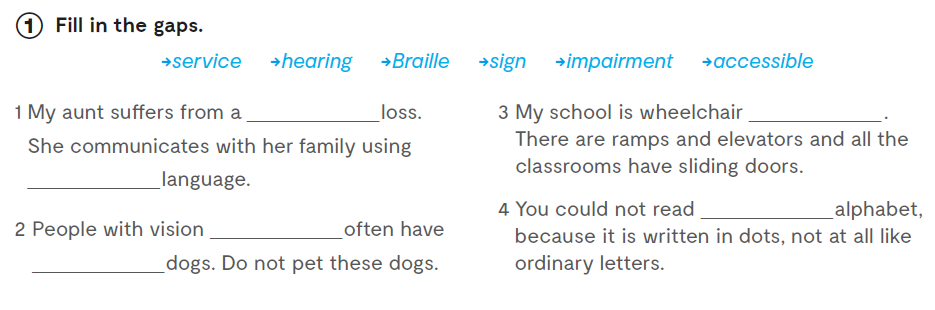 1 Fill in the gaps.
→service →hearing →Braille →sign →impairment →accessible
1 My aunt suffers from a ____________loss.
She communicates with her family using
____________language.
2 People with vision ____________often have
____________dogs. Do not pet these dogs.
3 My school is wheelchair ____________.
There are ramps and elevators and all the
classrooms have sliding doors.
4 You could not read ____________alphabet,
because it is written in dots, not at all like
ordinary letters.